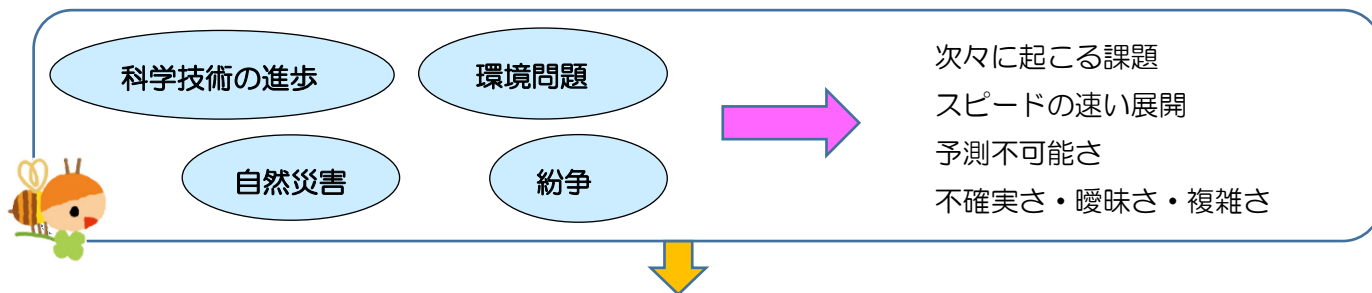 科学技術の進歩
環境問題
自然災害
紛争
次々に起こる課題
スピードの速い展開
予測不可能さ
不確実さ・曖昧さ・複雑さ